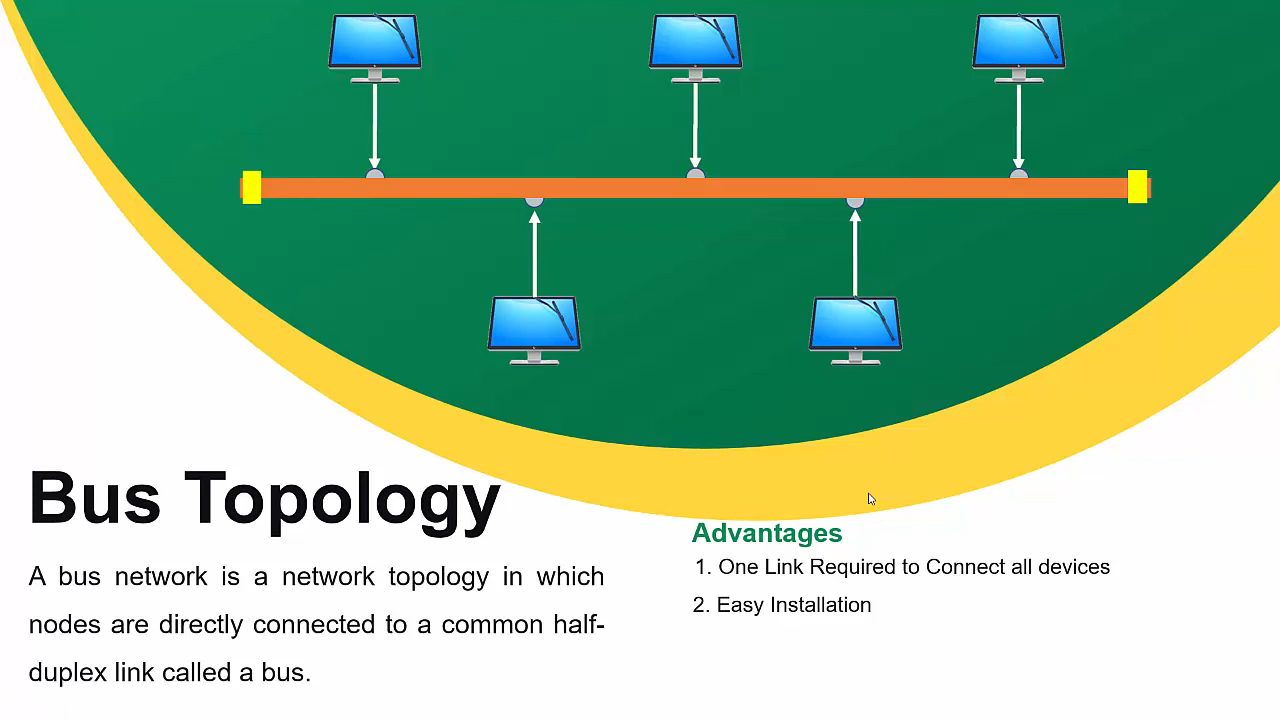 Bus Topology
A bus network is a network topology in which
nodes are directly connected to a common half-
duplex link called a bus.
Advantages
1. One Link Required to Connect all devices
2. Easy Installation